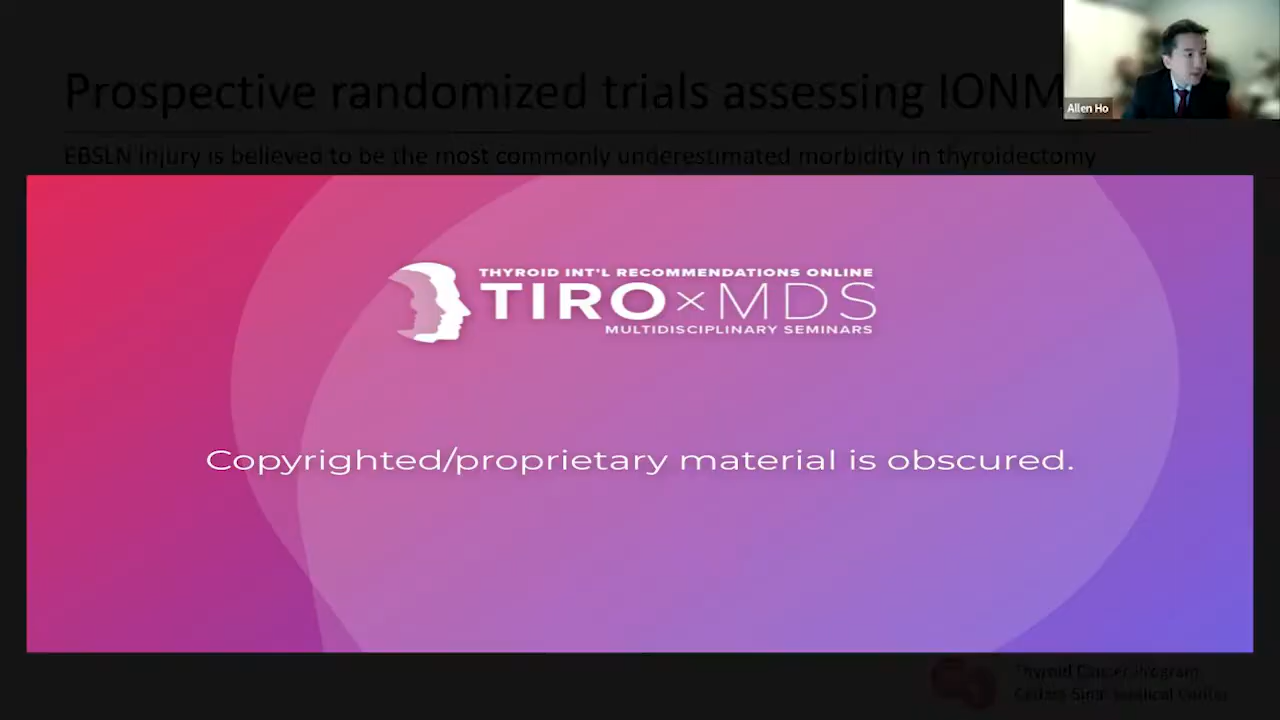 Prospective randomized trials assessing IONM
Allen Ho
EBSLN injury is believed to be the most commonly underestimated morbidity in thyroidectomy
THYROID INT'L RECOMMENDATIONS ONLINE
TIRO×MDS
MULTIDISCIPLINARY SEMINARS
Copyrighted/proprietary material is obscured.
Thyroid Cancer Program
Cedars Sinai Medical Center